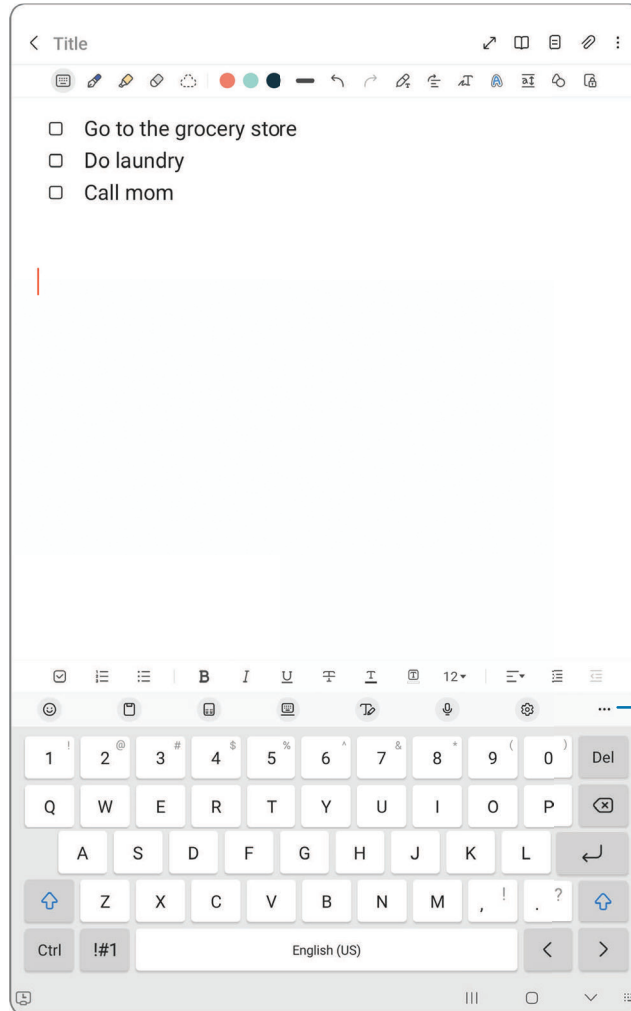 Title
Go to the grocery store
Do laundry
Call mom
B I U T T T 12
1 ! 2 @ 3 # 4 $ 5 % 6 ^ 7 & 8 * 9 ( 0 ) Del
Q W E R T Y U I O P
A S D F G H J K L
Z X C V B N M , ! . ?
Ctrl !#1 English (US) < >